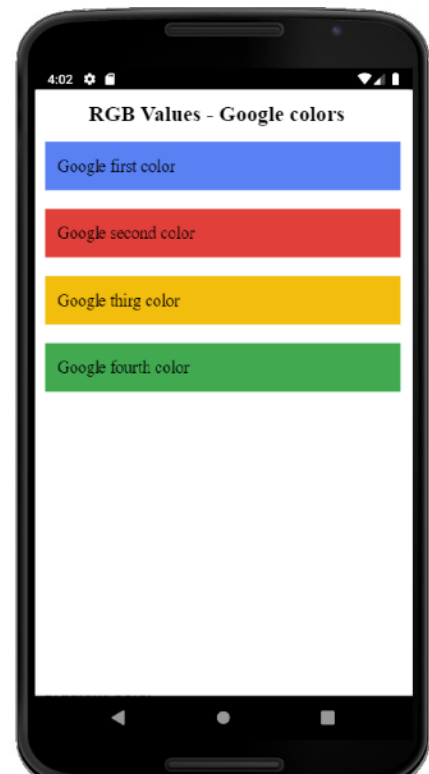 4:02
RGB Values - Google colors
Google first color
Google second color
Google thirg color
Google fourth color